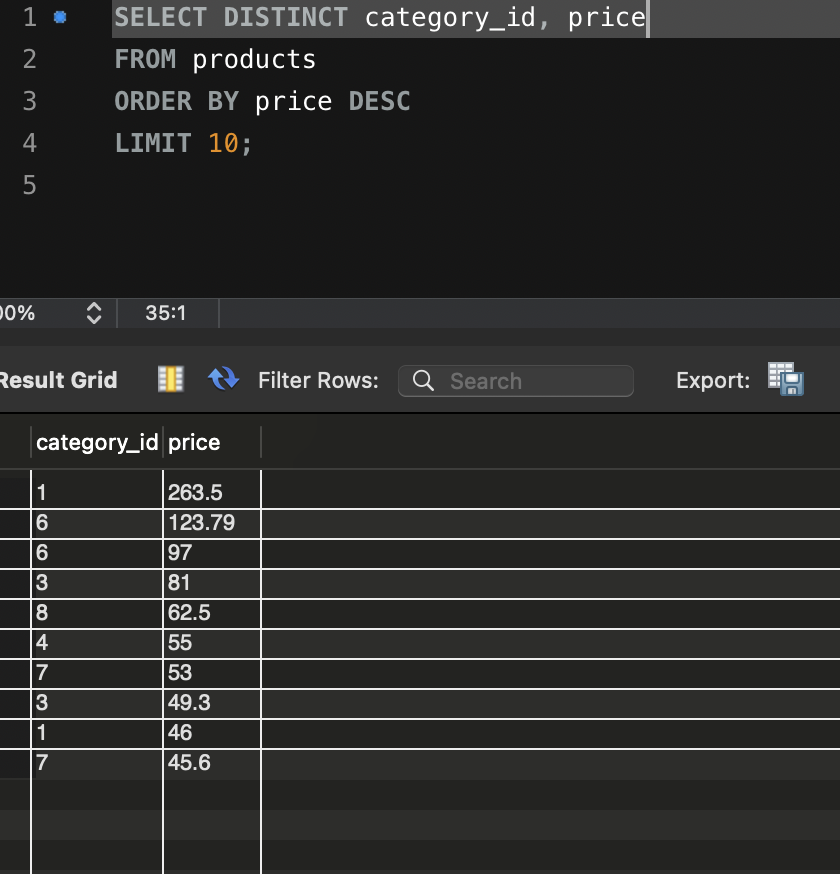 1 SELECT DISTINCT category_id, price
2 FROM products
3 ORDER BY price DESC
4 LIMIT 10;
5
00% 35:1
Result Grid Filter Rows: Search Export:
category_id price
1 263.5
6 123.79
6 97
3 81
8 62.5
4 55
7 53
3 49.3
1 46
7 45.6